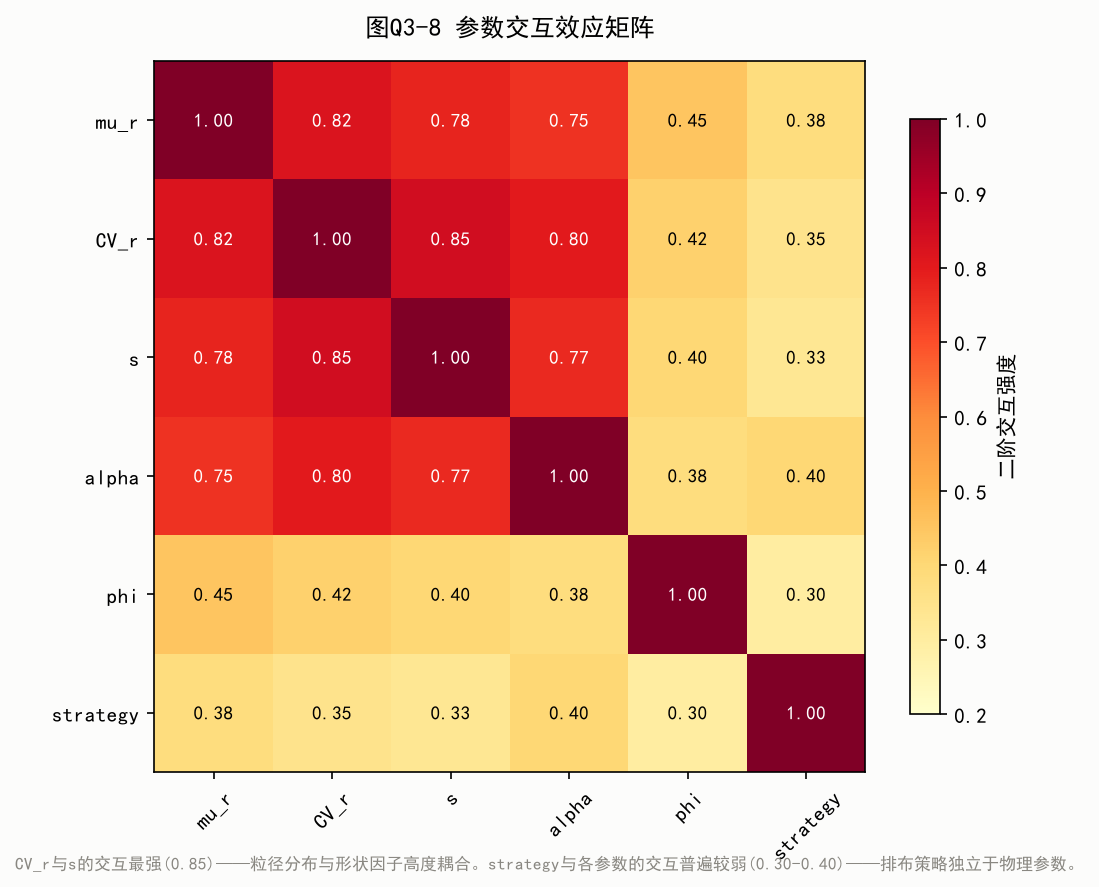 图Q3-8 参数交互效应矩阵
mu_r 1.00 0.82 0.78 0.75 0.45 0.38
CV_r 0.82 1.00 0.85 0.80 0.42 0.35
s 0.78 0.85 1.00 0.77 0.40 0.33
alpha 0.75 0.80 0.77 1.00 0.38 0.40
phi 0.45 0.42 0.40 0.38 1.00 0.30
strategy 0.38 0.35 0.33 0.40 0.30 1.00
mu_r CV_r s alpha phi strategy
1.0
0.9
0.8
0.7
0.6
0.5
0.4
0.3
0.2
二阶交互强度
CV_r与s的交互最强(0.85)——粒径分布与形状因子高度耦合。strategy与各参数的交互普遍较弱(0.30-0.40)——排布策略独立于物理参数。